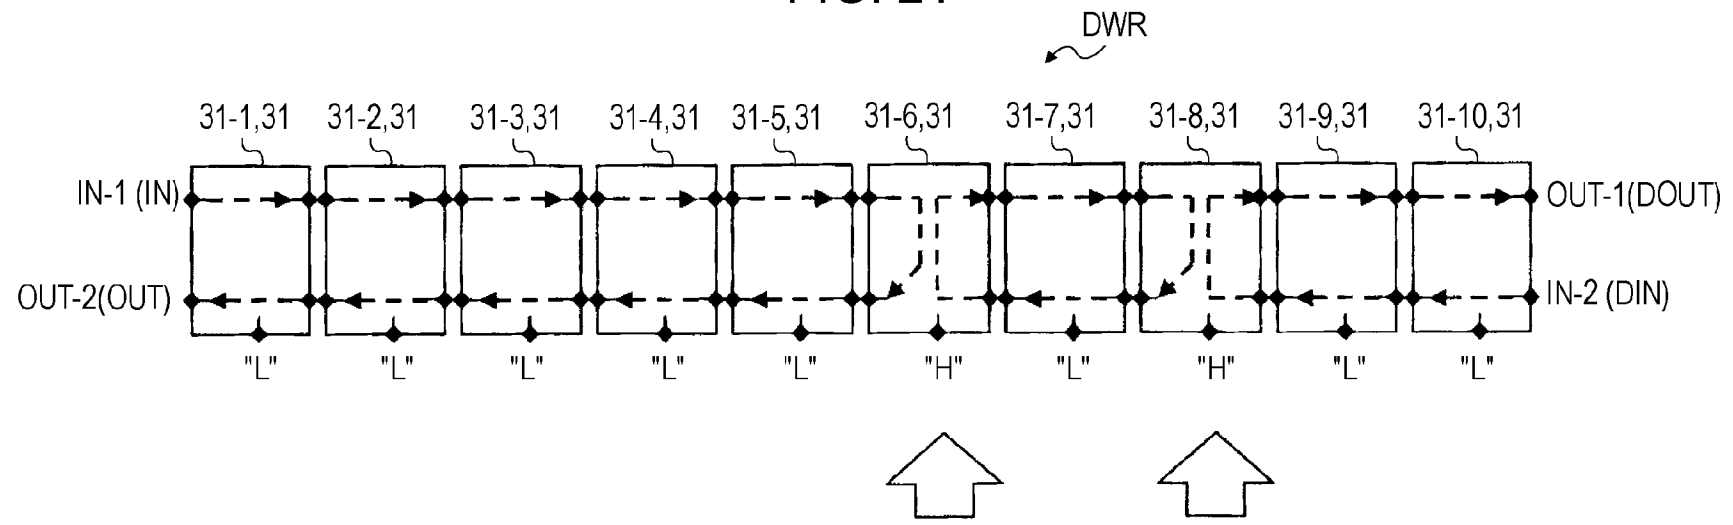 DWR
31-1,31 31-2,31 31-3,31 31-4,31 31-5,31 31-6,31 31-7,31 31-8,31 31-9,31 31-10,31
IN-1 (IN) OUT-1(DOUT)
OUT-2(OUT) IN-2 (DIN)
"L" "L" "L" "L" "L" "H" "L" "H" "L" "L"